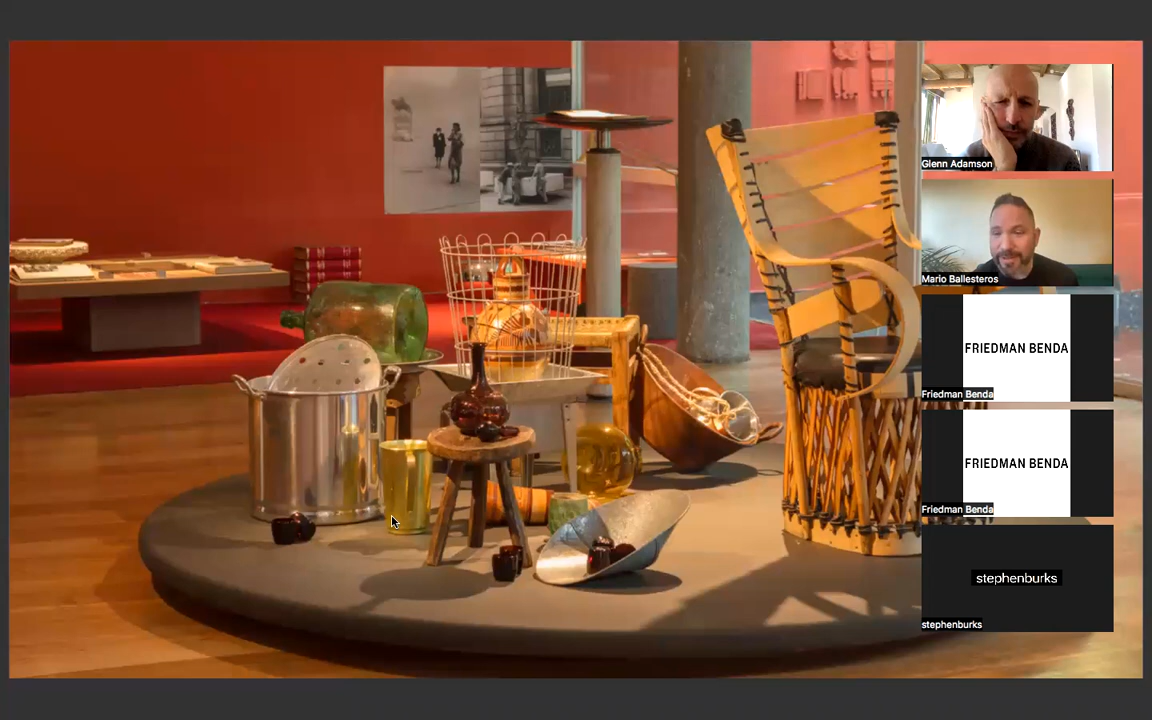 Glenn Adamson
Mario Ballesteros
FRIEDMAN BENDA
Friedman Benda
FRIEDMAN BENDA
Friedman Benda
stephenburks
stephenburks